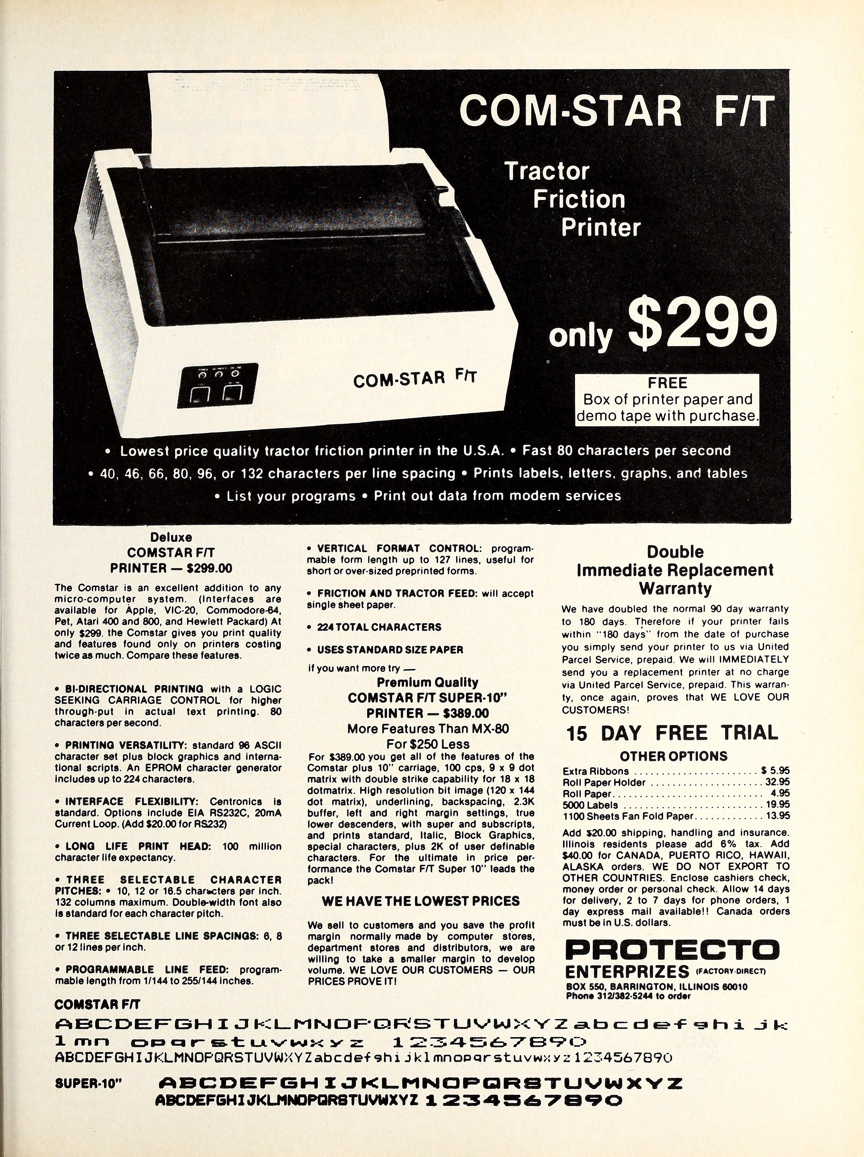 COM-STAR F/T
Tractor
Friction
Printer
only $299
FREE
Box of printer paper and
demo tape with purchase.
COM-STAR F/T
• Lowest price quality tractor friction printer in the U.S.A. • Fast 80 characters per second
• 40, 46, 66, 80, 96, or 132 characters per line spacing • Prints labels, letters, graphs, and tables
• List your programs • Print out data from modem services
Deluxe
COMSTAR F/T
PRINTER — $299.00
The Comstar is an excellent addition to any
micro-computer system. (Interfaces are
available for Apple, VIC-20, Commodore-64,
Pet, Atari 400 and 800, and Hewlett Packard) At
only $299. the Comstar gives you print quality
and features found only on printers costing
twice as much. Compare these features.
• BI-DIRECTIONAL PRINTING with a LOGIC
SEEKING CARRIAGE CONTROL for higher
through-put in actual text printing. 80
characters per second.
• PRINTING VERSATILITY: standard 96 ASCII
character set plus block graphics and interna-
tional scripts. An EPROM character generator
includes up to 224 characters.
• INTERFACE FLEXIBILITY: Centronics is
standard. Options include EIA RS232C, 20mA
Current Loop. (Add $20.00 for RS232)
• LONG LIFE PRINT HEAD: 100 million
character life expectancy.
• THREE SELECTABLE CHARACTER
PITCHES: • 10, 12 or 16.5 characters per inch.
132 columns maximum. Double-width font also
is standard for each character pitch.
• THREE SELECTABLE LINE SPACINGS: 6, 8
or 12 lines per inch.
• PROGRAMMABLE LINE FEED: program-
mable length from 1/144 to 255/144 inches.
• VERTICAL FORMAT CONTROL: program-
mable form length up to 127 lines, useful for
short or over-sized preprinted forms.
• FRICTION AND TRACTOR FEED: will accept
single sheet paper.
• 224 TOTAL CHARACTERS
• USES STANDARD SIZE PAPER
If you want more try —
Premium Quality
COMSTAR F/T SUPER-10"
PRINTER — $389.00
More Features Than MX-80
For $250 Less
For $389.00 you get all of the features of the
Comstar plus 10" carriage, 100 cps, 9 x 9 dot
matrix with double strike capability for 18 x 18
dotmatrix. High resolution bit image (120 x 144
dot matrix), underlining, backspacing, 2.3K
buffer, left and right margin settings, true
lower descenders, with super and subscripts,
and prints standard, Italic, Block Graphics,
special characters, plus 2K of user definable
characters. For the ultimate in price per-
formance the Comstar F/T Super 10" leads the
pack!
WE HAVE THE LOWEST PRICES
We sell to customers and you save the profit
margin normally made by computer stores,
department stores and distributors, we are
willing to take a smaller margin to develop
volume. WE LOVE OUR CUSTOMERS — OUR
PRICES PROVE IT!
Double
Immediate Replacement
Warranty
We have doubled the normal 90 day warranty
to 180 days. Therefore if your printer fails
within "180 days" from the date of purchase
you simply send your printer to us via United
Parcel Service, prepaid. We will IMMEDIATELY
send you a replacement printer at no charge
via United Parcel Service, prepaid. This warran-
ty, once again, proves that WE LOVE OUR
CUSTOMERS!
15 DAY FREE TRIAL
OTHER OPTIONS
Extra Ribbons ........................ $ 5.95
Roll Paper Holder ..................... 32.95
Roll Paper............................. 4.95
5000 Labels .......................... 19.95
1100 Sheets Fan Fold Paper............. 13.95
Add $20.00 shipping, handling and insurance.
Illinois residents please add 6% tax. Add
$40.00 for CANADA, PUERTO RICO, HAWAII,
ALASKA orders. WE DO NOT EXPORT TO
OTHER COUNTRIES. Enclose cashiers check,
money order or personal check. Allow 14 days
for delivery, 2 to 7 days for phone orders, 1
day express mail available!! Canada orders
must be in U.S. dollars.
PROTECTO
ENTERPRIZES (FACTORY-DIRECT)
BOX 550, BARRINGTON, ILLINOIS 60010
Phone 312/382-5244 to order
COMSTAR F/T
ABCDEFGHIJKLMNOPQRSTUVWXYZabcdefghijk
lmn opqrstuvwxyz 1234567890
ABCDEFGHIJKLMNOPQRSTUVWXYZabcdefghijklmnopqrstuvwxyz1234567890
SUPER-10" ABCDEFGHIJKLMNOPQRSTUVWXYZ
ABCDEFGHIJKLMNOPQRSTUVWXYZ 1234567890